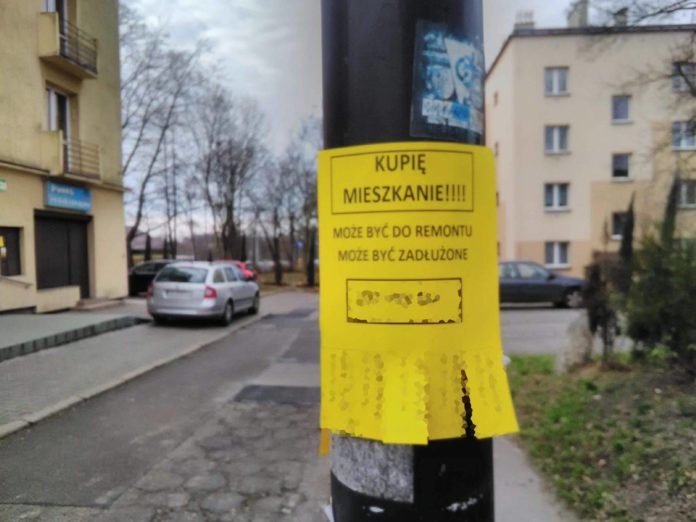 KUPIĘ
MIESZKANIE!!!!
MOŻE BYĆ DO REMONTU
MOŻE BYĆ ZADŁUŻONE